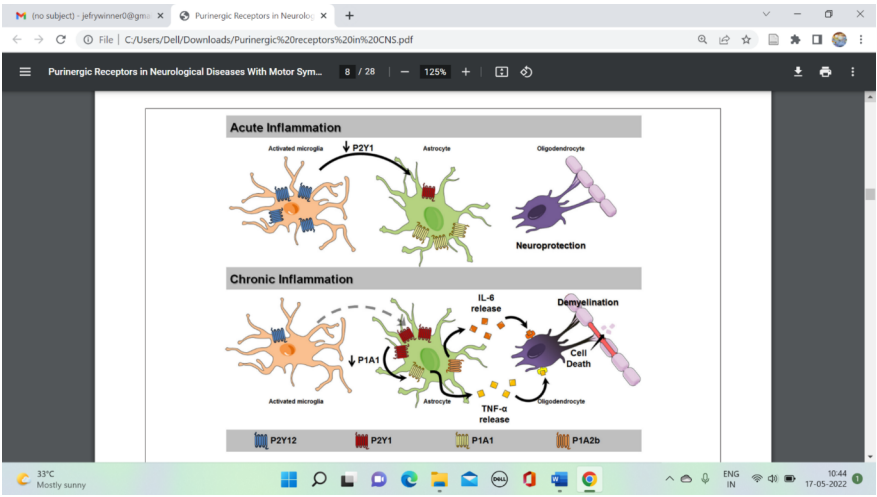 (no subject) - jefrywinner0@gma
Purinergic Receptors in Neurolog
File
C:/Users/Dell/Downloads/Purinergic%20receptors%20in%20CNS.pdf
Purinergic Receptors in Neurological Diseases With Motor Sym...
8 / 28
125%
Acute Inflammation
Activated microglia
P2Y1
Astrocyte
Oligodendrocyte
Neuroprotection
Chronic Inflammation
IL-6
release
Demyelination
P1A1
Cell
Death
Activated microglia
Astrocyte
Oligodendrocyte
TNF-α
release
P2Y12
P2Y1
P1A1
P1A2b
33°C
Mostly sunny
DELL
ENG
IN
10:44
17-05-2022
1